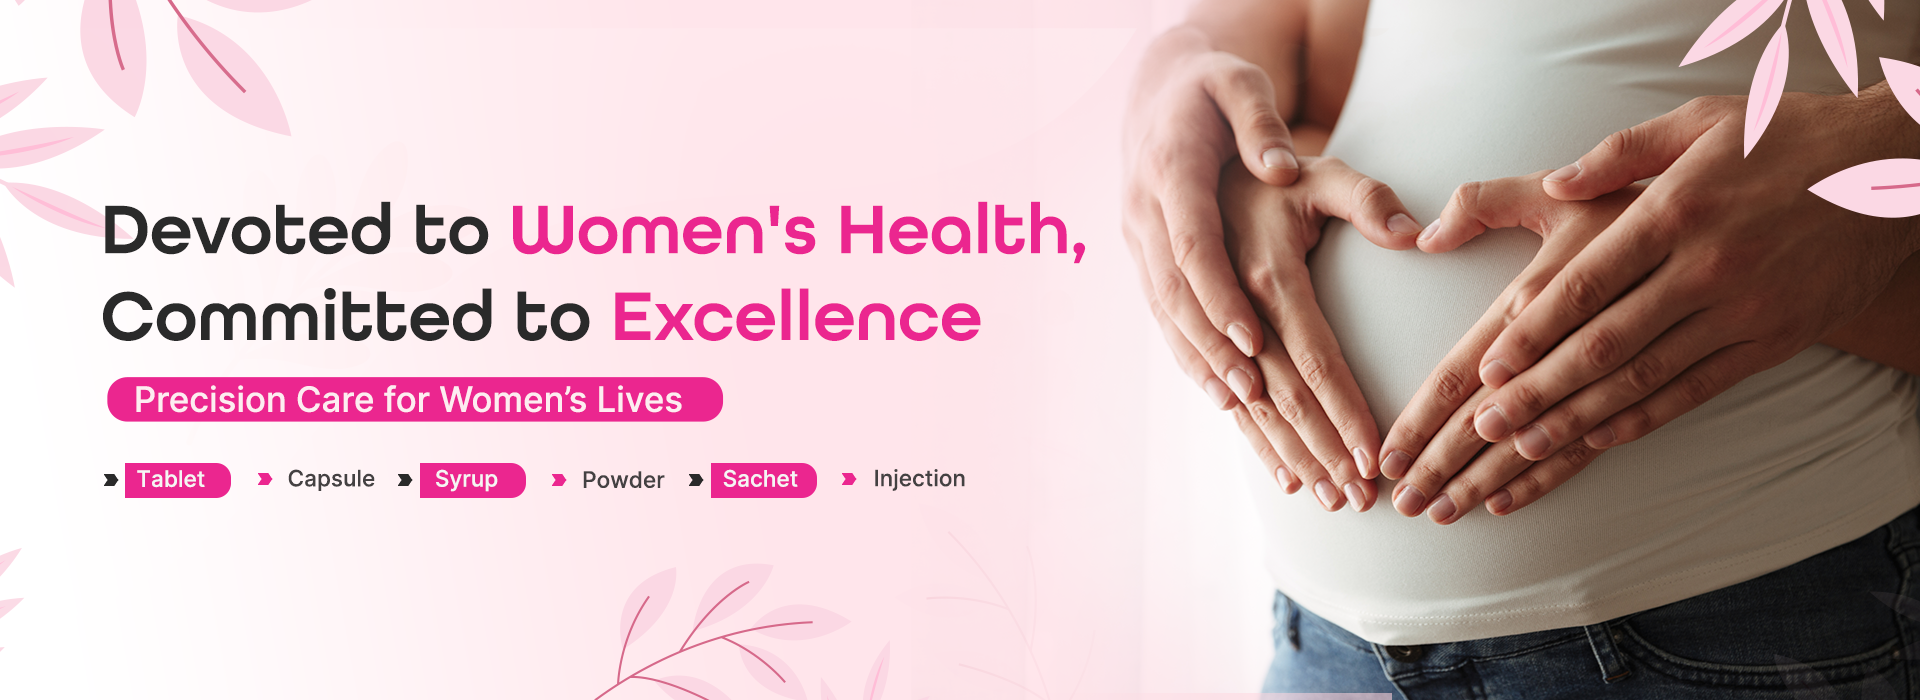 Devoted to Women's Health,
Committed to Excellence
Precision Care for Women’s Lives
Tablet Capsule Syrup Powder Sachet Injection